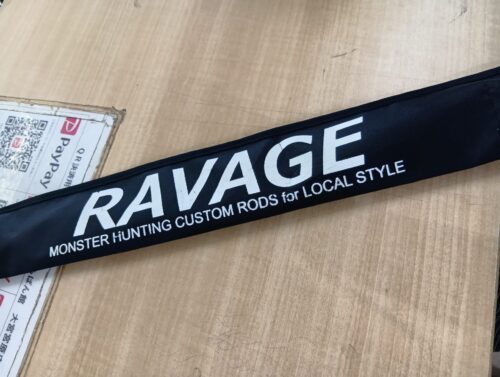 RAVAGE
MONSTER HUNTING CUSTOM RODS for LOCAL STYLE
PayPay